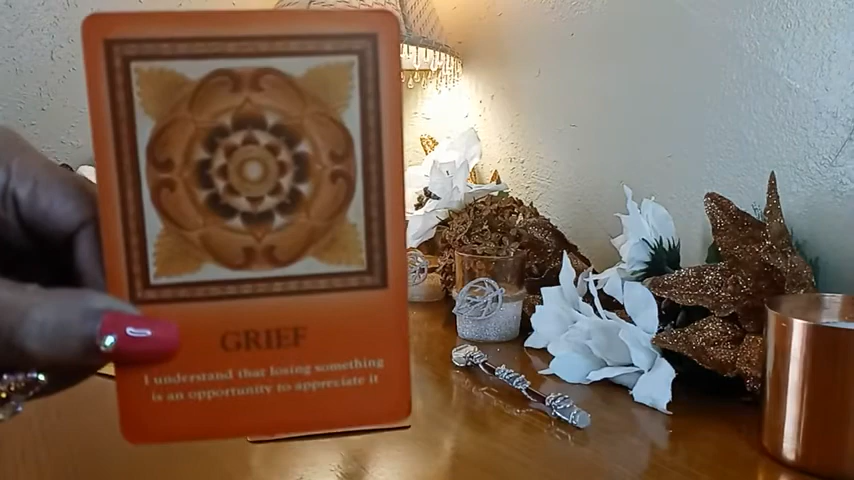 GRIEF
I understand that losing something
is an opportunity to appreciate it